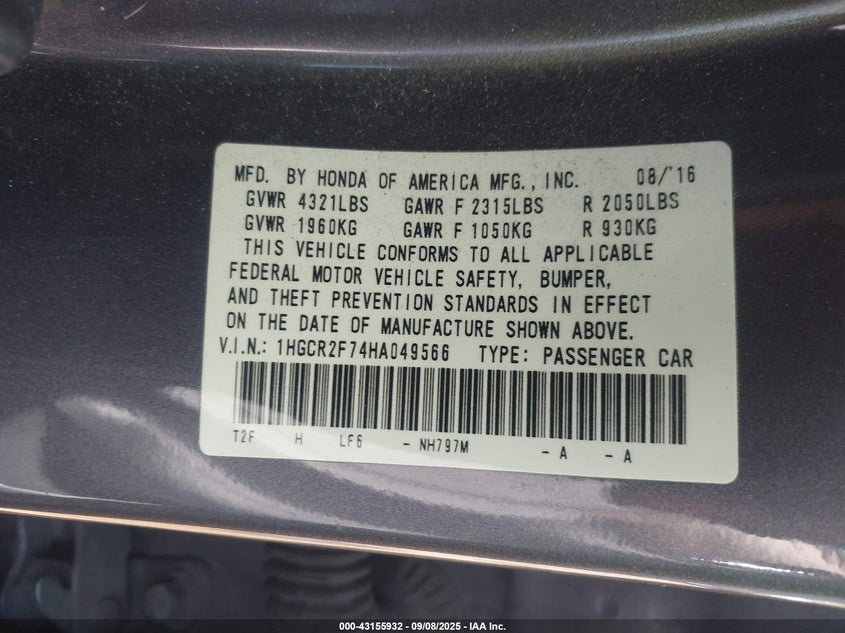 MFD. BY HONDA OF AMERICA MFG., INC. 08/'16
GVWR 4321LBS GAWR F 2315LBS R 2050LBS
GVWR 1960KG GAWR F 1050KG R 930KG
THIS VEHICLE CONFORMS TO ALL APPLICABLE
FEDERAL MOTOR VEHICLE SAFETY, BUMPER,
AND THEFT PREVENTION STANDARDS IN EFFECT
ON THE DATE OF MANUFACTURE SHOWN ABOVE.
V.I.N.: 1HGCR2F74HA049566 TYPE: PASSENGER CAR
T2F H LF6 - NH797M - A - A
000-43155932 - 09/08/2025 - IAA Inc.